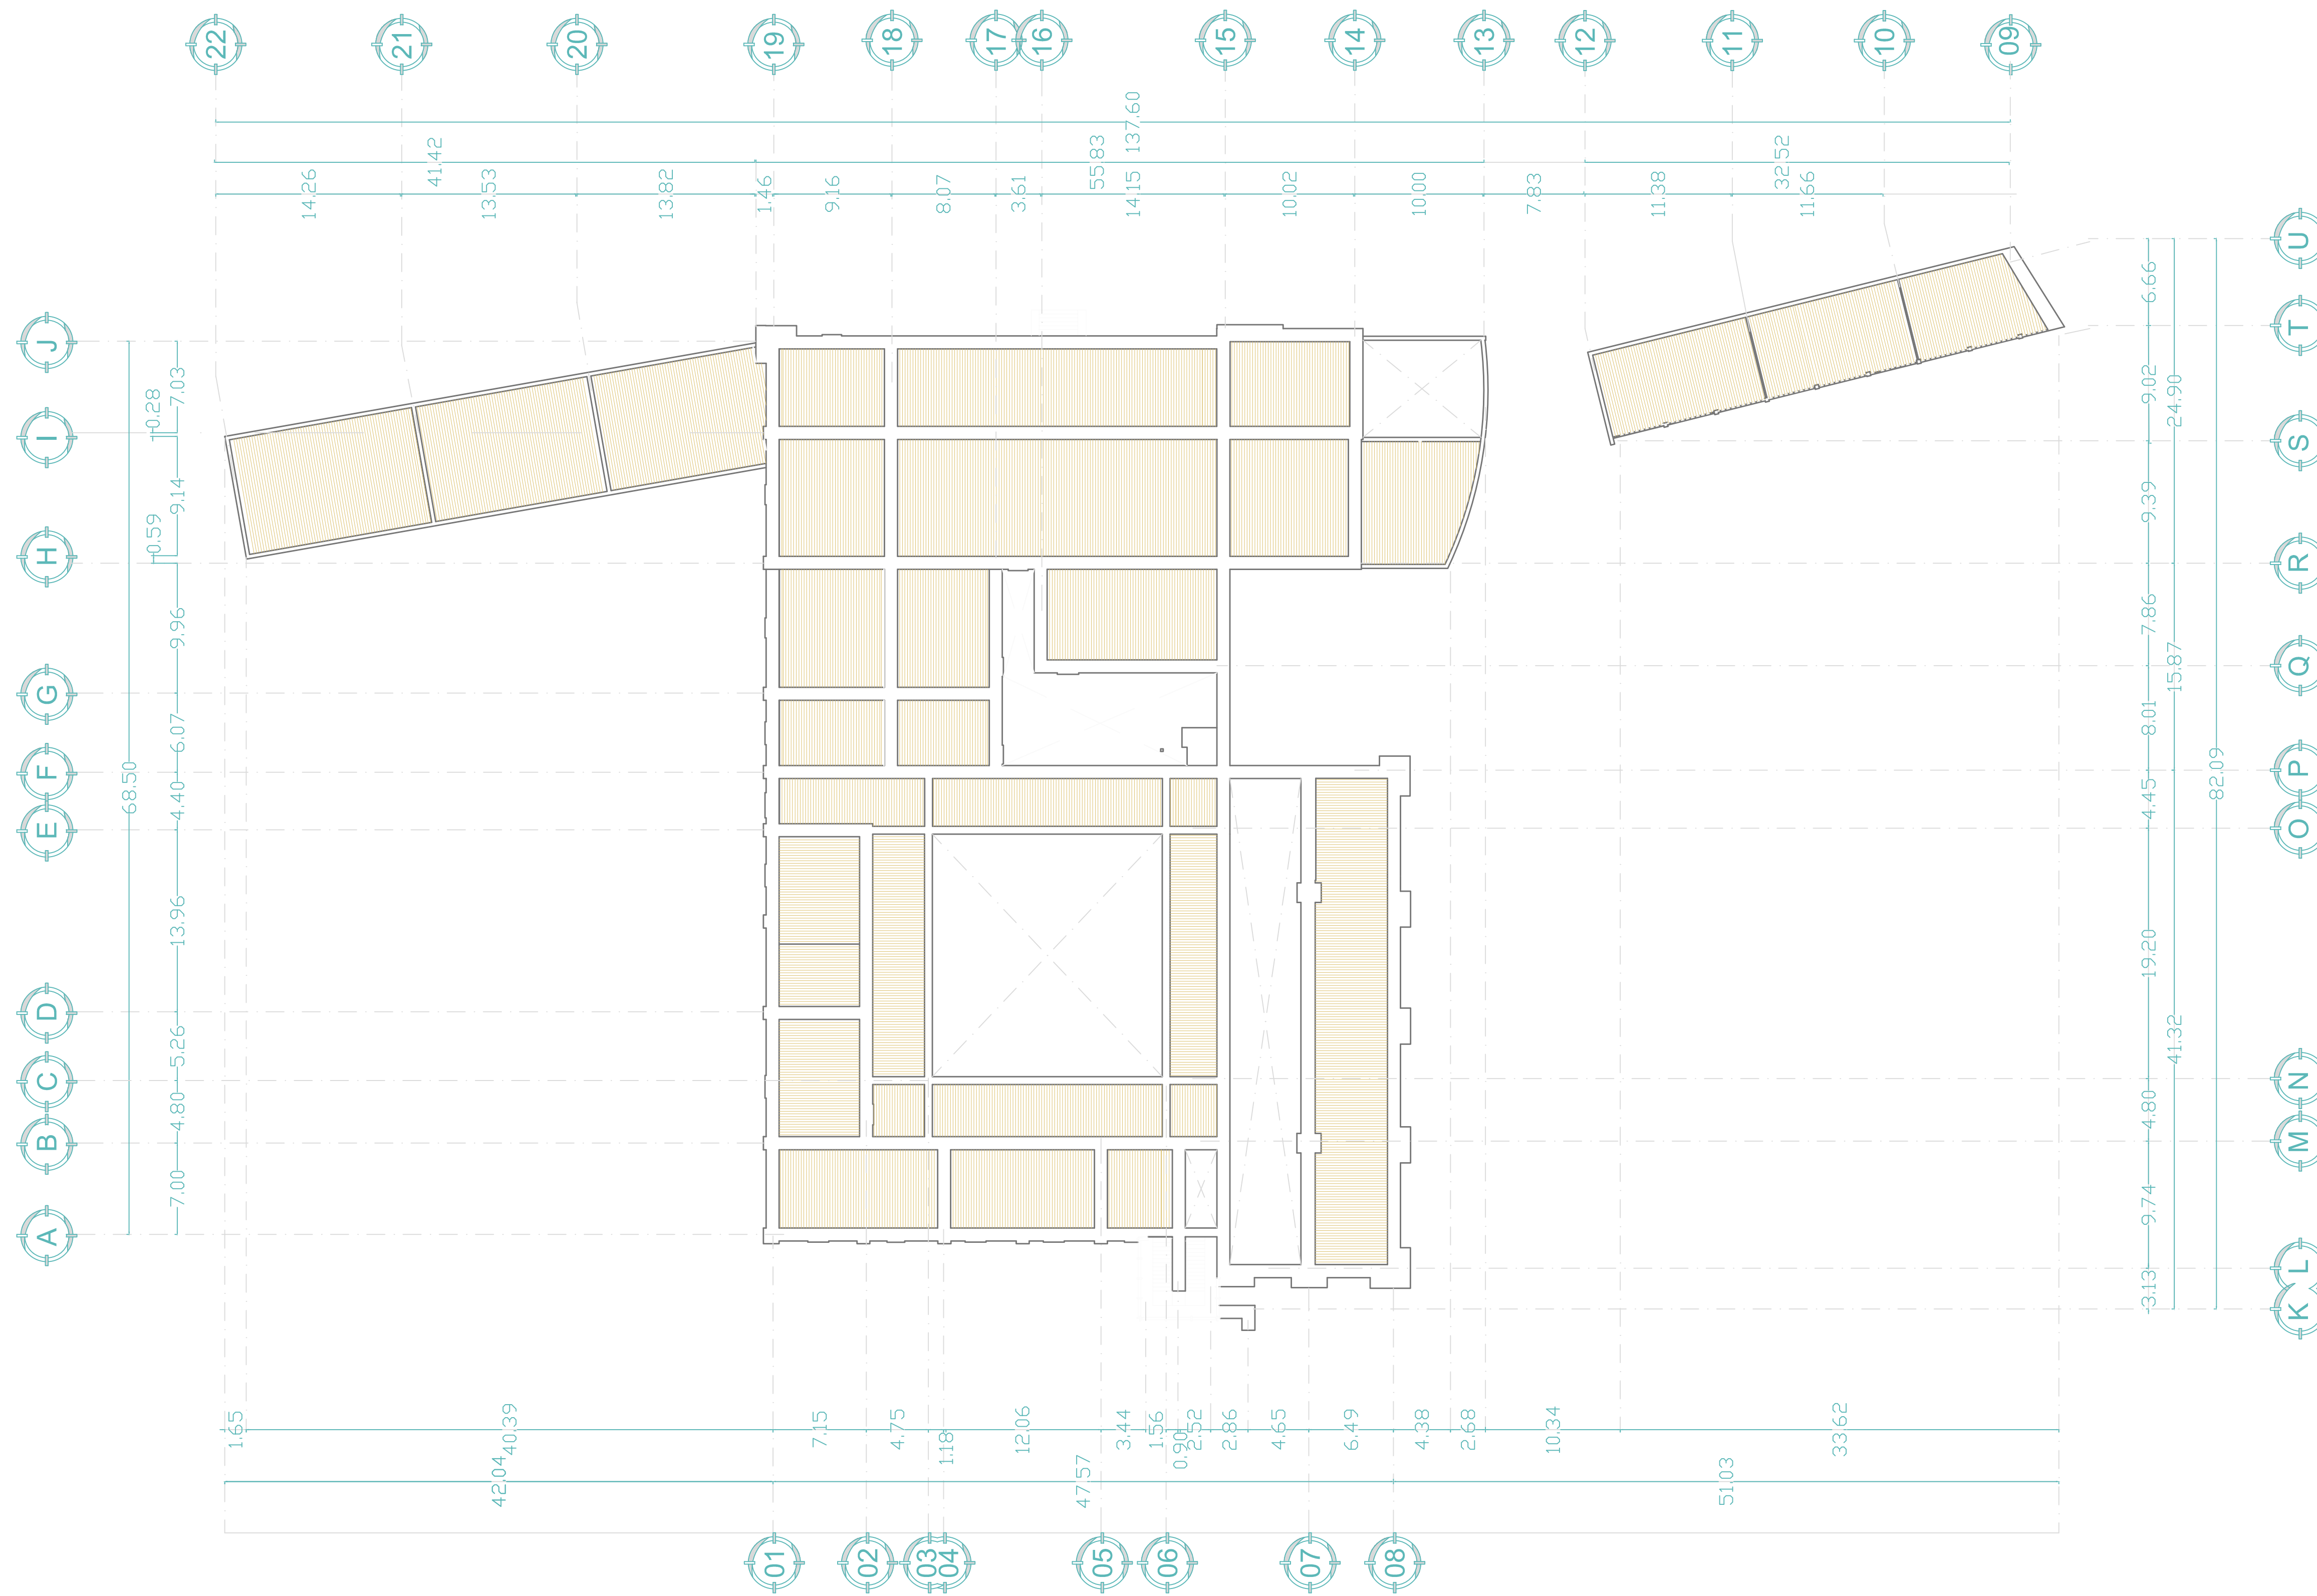 22 21 20 19 18 17 16 15 14 13 12 11 10 09
137,60
41,42 55,83 32,52
14,26 13,53 13,82 1,46 9,16 8,07 3,61 14,15 10,02 10,00 7,83 11,38 11,66
J
I
H
G
F
E
D
C
B
A
68,50
0,28
0,59
7,03
9,14
9,96
6,07
4,40
13,96
5,26
4,80
7,00
6,66
9,02
9,39
7,86
8,01
4,45
19,20
4,80
9,74
3,13
24,90
15,87
41,32
82,09
U
T
S
R
Q
P
O
N
M
L
K
1,65 40,39 7,15 4,75 1,18 12,06 3,44 1,56 0,90 2,52 2,86 4,65 6,49 4,38 2,68 10,34 33,62
42,04 47,57 51,03
01 02 03 04 05 06 07 08